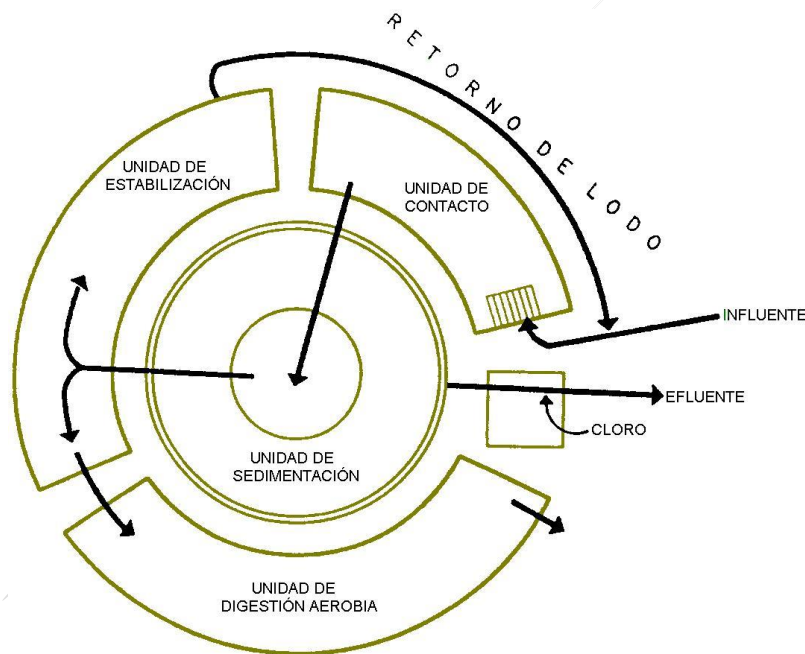 RETORNO DE LODO
UNIDAD DE
ESTABILIZACIÓN
UNIDAD DE
CONTACTO
INFLUENTE
EFLUENTE
CLORO
UNIDAD DE
SEDIMENTACIÓN
UNIDAD DE
DIGESTIÓN AEROBIA